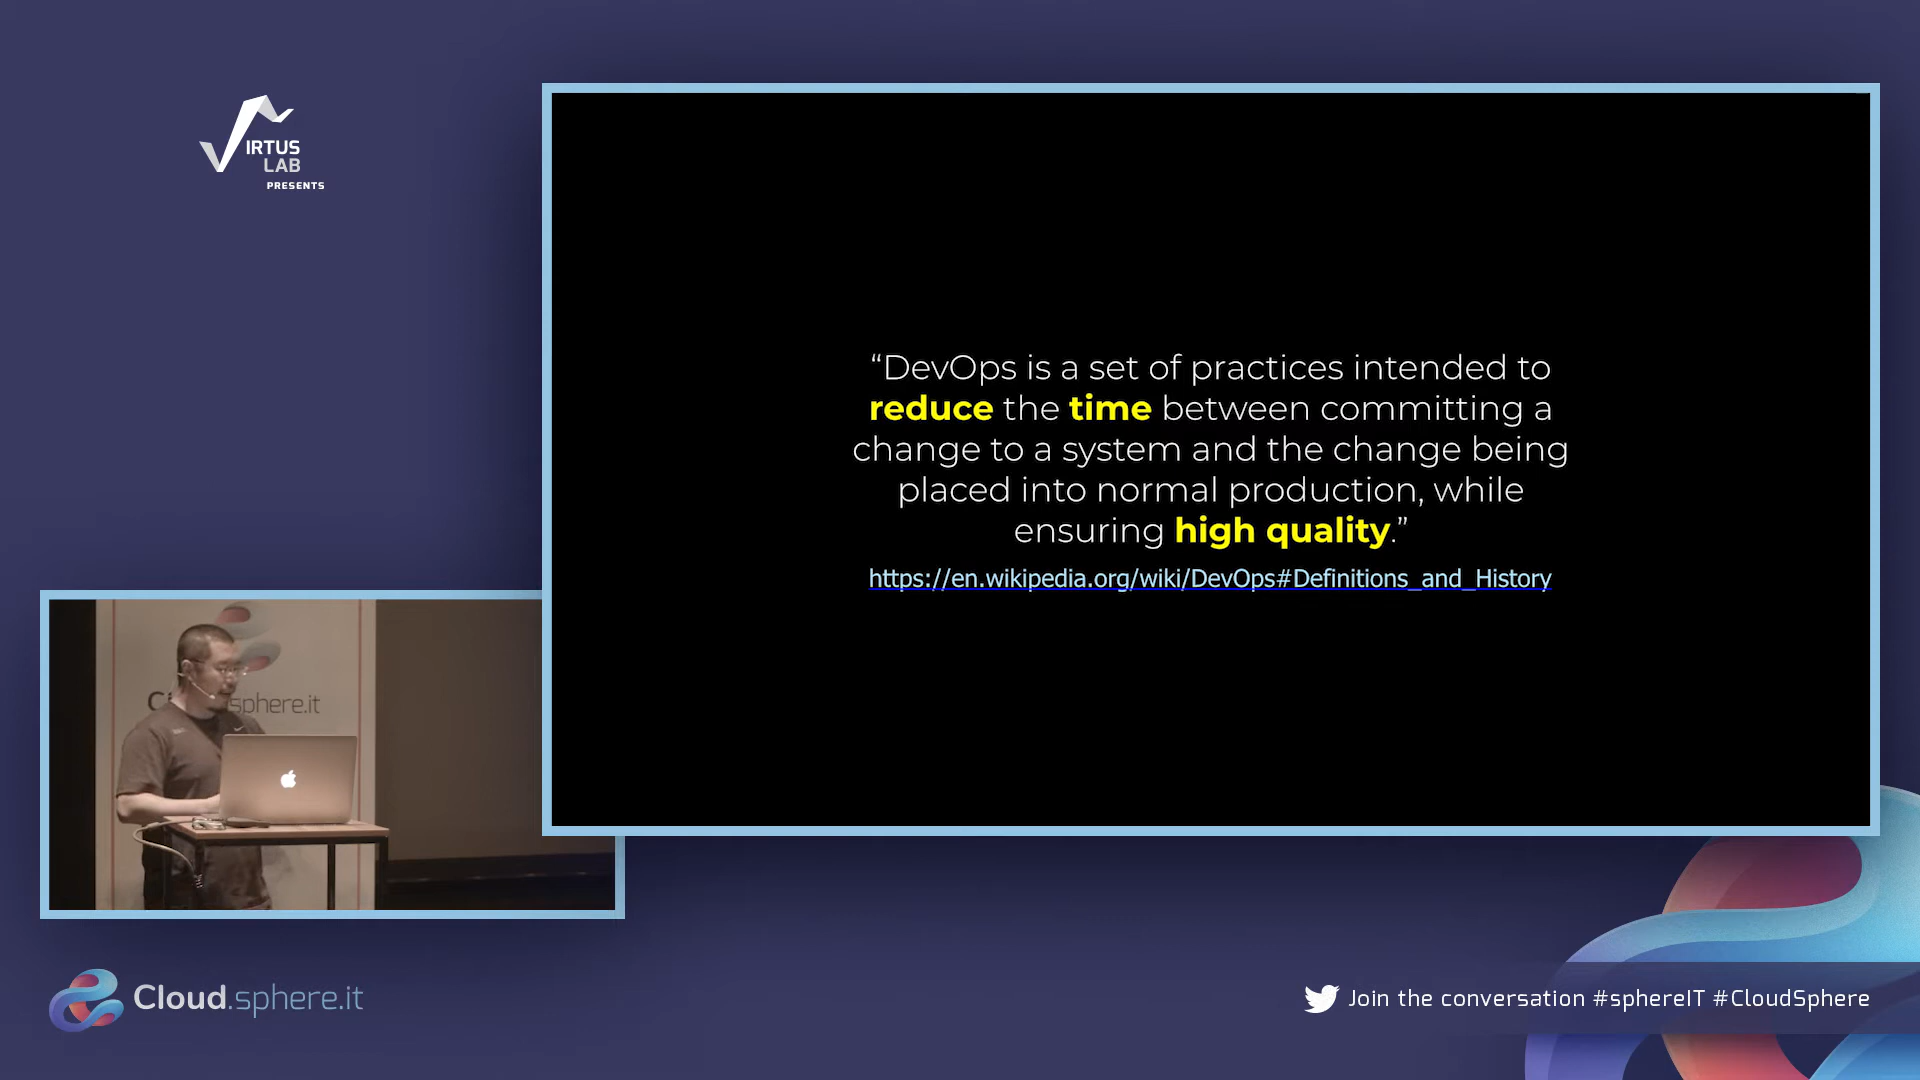 IRTUS
LAB
PRESENTS
“DevOps is a set of practices intended to
reduce the time between committing a
change to a system and the change being
placed into normal production, while
ensuring high quality.”
https://en.wikipedia.org/wiki/DevOps#Definitions_and_History
sphere.it
Cloud.sphere.it
Join the conversation #sphereIT #CloudSphere